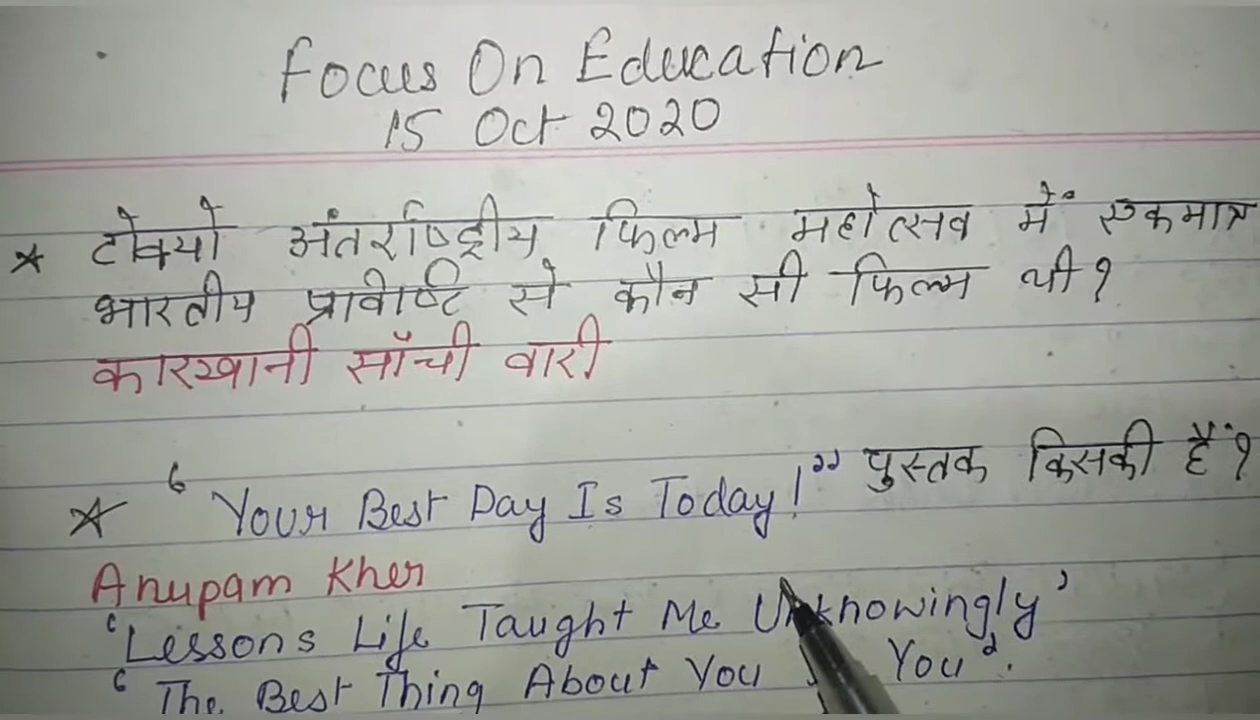 Focus On Education
15 Oct 2020
* टोक्यो अंतर्राष्ट्रीय फिल्म महोत्सव में एकमात्र
भारतीय प्राविष्टि से कौन सी फिल्म थी?
कारखानी साँची वारी
* ‘Your Best Day Is Today!” पुस्तक किसकी हैं?
Anupam Kher
‘Lessons Life Taught Me Unknowingly’
‘The Best Thing About You You’.